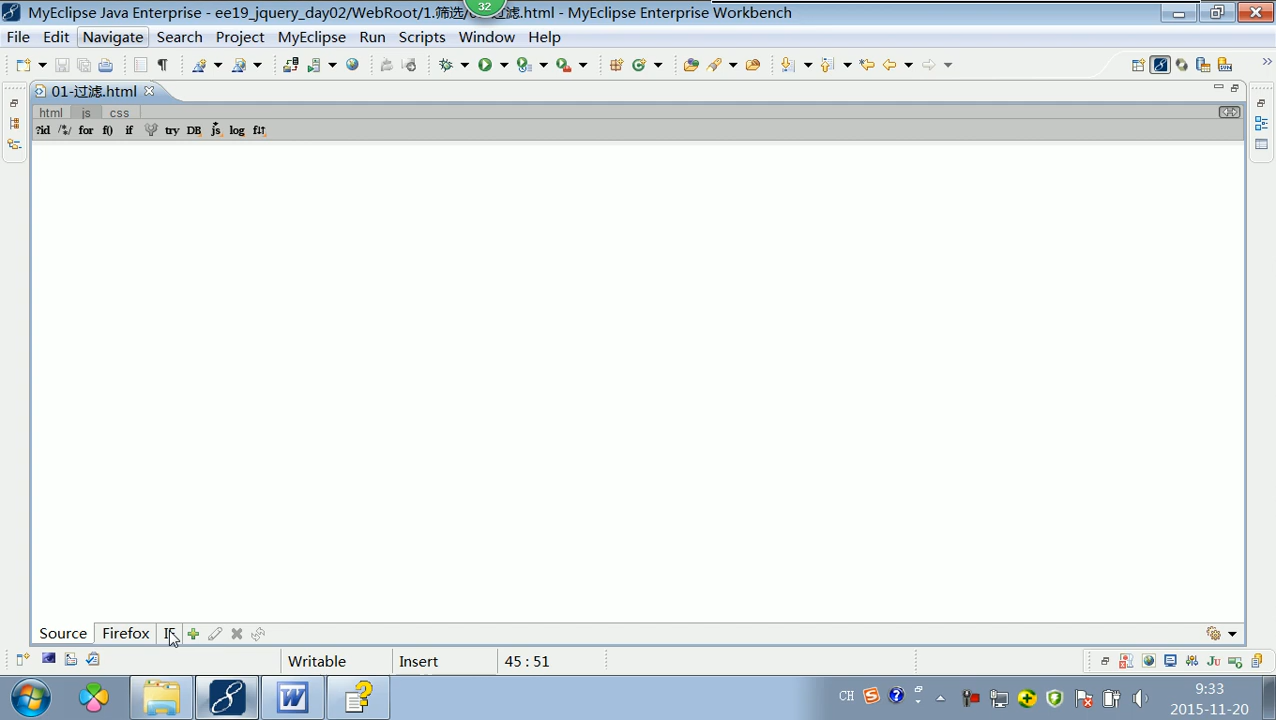 MyEclipse Java Enterprise - ee19_jquery_day02/WebRoot/1.筛选/过滤.html - MyEclipse Enterprise Workbench
32
File Edit Navigate Search Project MyEclipse Run Scripts Window Help
01-过滤.html
html js css
?id /*/ for f() if try DB js log
Source Firefox
Writable Insert 45 : 51
CH 9:33
2015-11-20